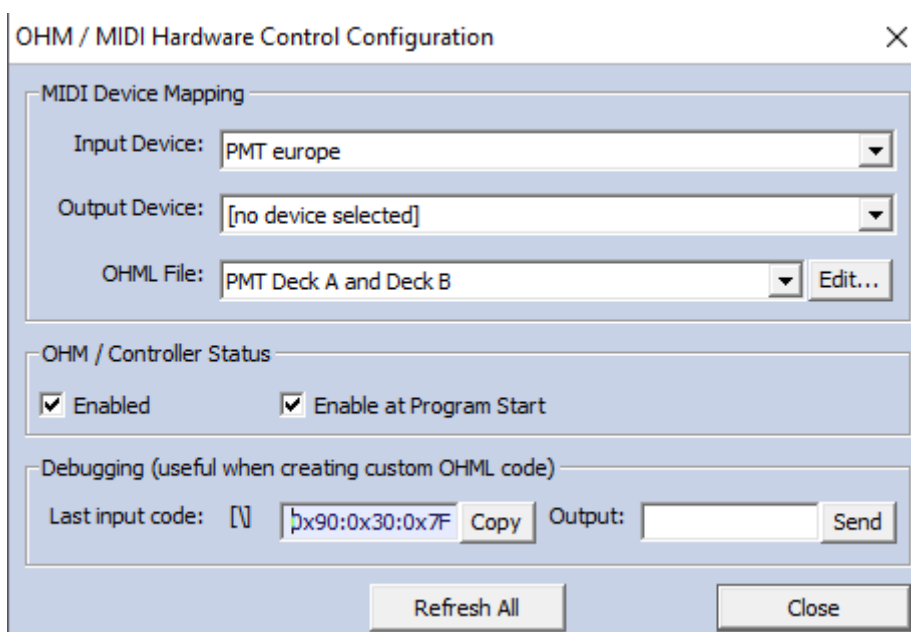 OHM / MIDI Hardware Control Configuration
MIDI Device Mapping
Input Device: PMT europe
Output Device: [no device selected]
OHML File: PMT Deck A and Deck B Edit...
OHM / Controller Status
Enabled Enable at Program Start
Debugging (useful when creating custom OHML code)
Last input code: [\] 0x90:0x30:0x7F Copy Output: Send
Refresh All Close